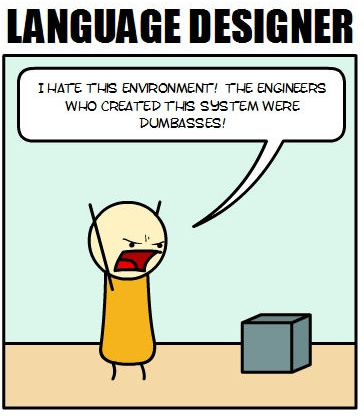 LANGUAGE DESIGNER
I HATE THIS ENVIRONMENT! THE ENGINEERS
WHO CREATED THIS SYSTEM WERE
DUMBASSES!